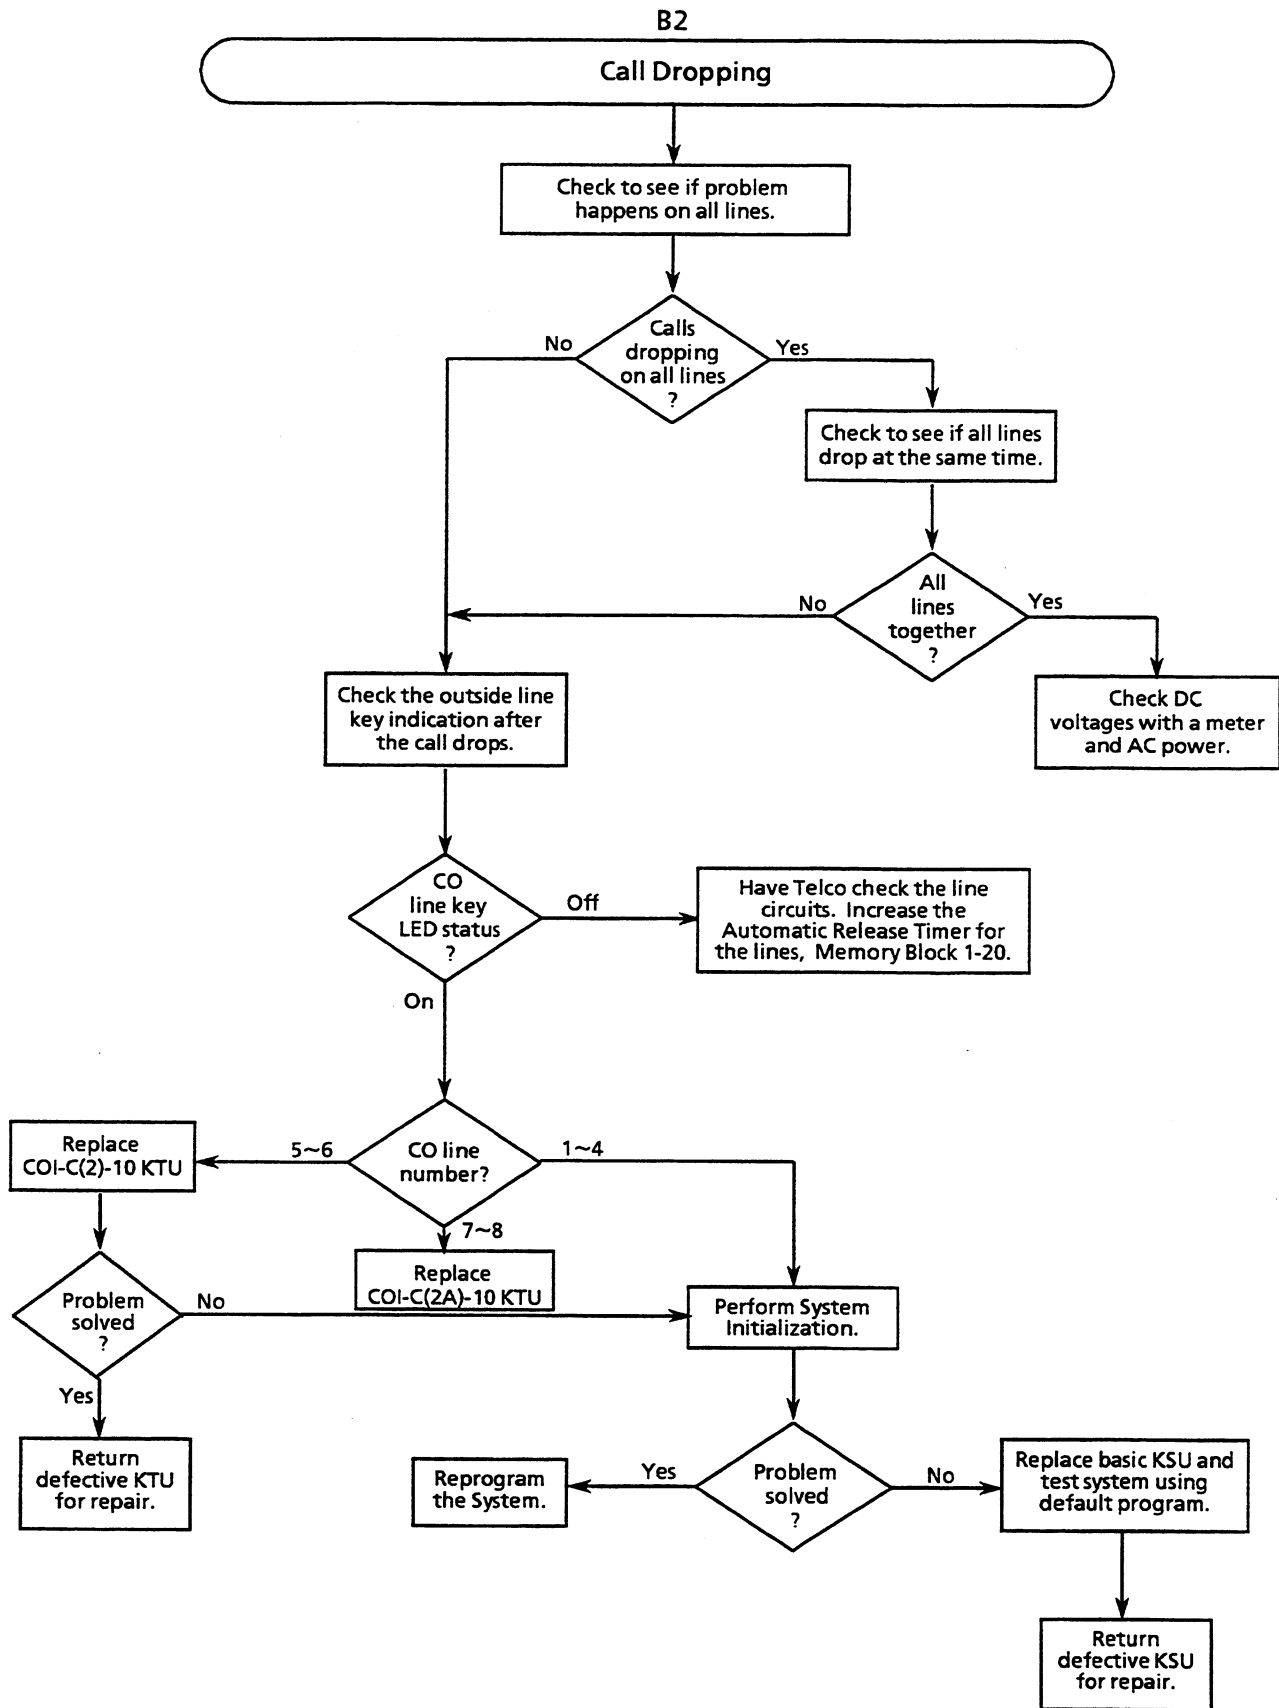 B2
Call Dropping
Check to see if problem
happens on all lines.
Calls
dropping
on all lines
?
No
Yes
Check to see if all lines
drop at the same time.
All
lines
together
?
No
Yes
Check the outside line
key indication after
the call drops.
Check DC
voltages with a meter
and AC power.
CO
line key
LED status
?
Off
Have Telco check the line
circuits. Increase the
Automatic Release Timer for
the lines, Memory Block 1-20.
On
CO line
number?
5~6
1~4
7~8
Replace
COI-C(2)-10 KTU
Replace
COI-C(2A)-10 KTU
Problem
solved
?
No
Yes
Perform System
Initialization.
Return
defective KTU
for repair.
Problem
solved
?
Yes
No
Reprogram
the System.
Replace basic KSU and
test system using
default program.
Return
defective KSU
for repair.